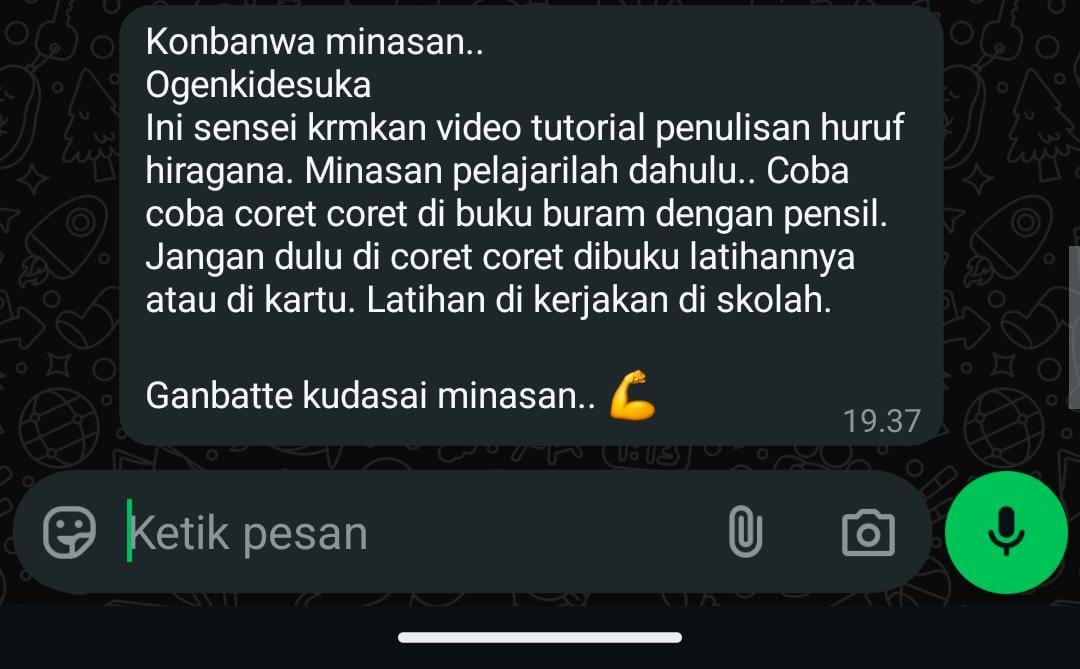 Konbanwa minasan..
Ogenkidesuka
Ini sensei krmkan video tutorial penulisan huruf
hiragana. Minasan pelajarilah dahulu.. Coba
coba coret coret di buku buram dengan pensil.
Jangan dulu di coret coret dibuku latihannya
atau di kartu. Latihan di kerjakan di skolah.
Ganbatte kudasai minasan.. 💪
19.37
Ketik pesan